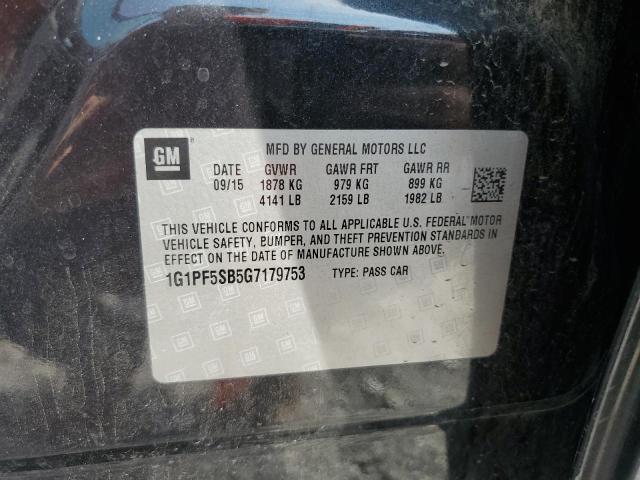 GM
MFD BY GENERAL MOTORS LLC
DATE GVWR GAWR FRT GAWR RR
09/15 1878 KG 979 KG 899 KG
4141 LB 2159 LB 1982 LB
THIS VEHICLE CONFORMS TO ALL APPLICABLE U.S. FEDERAL MOTOR
VEHICLE SAFETY, BUMPER, AND THEFT PREVENTION STANDARDS IN
EFFECT ON THE DATE OF MANUFACTURE SHOWN ABOVE.
1G1PF5SB5G7179753 TYPE: PASS CAR